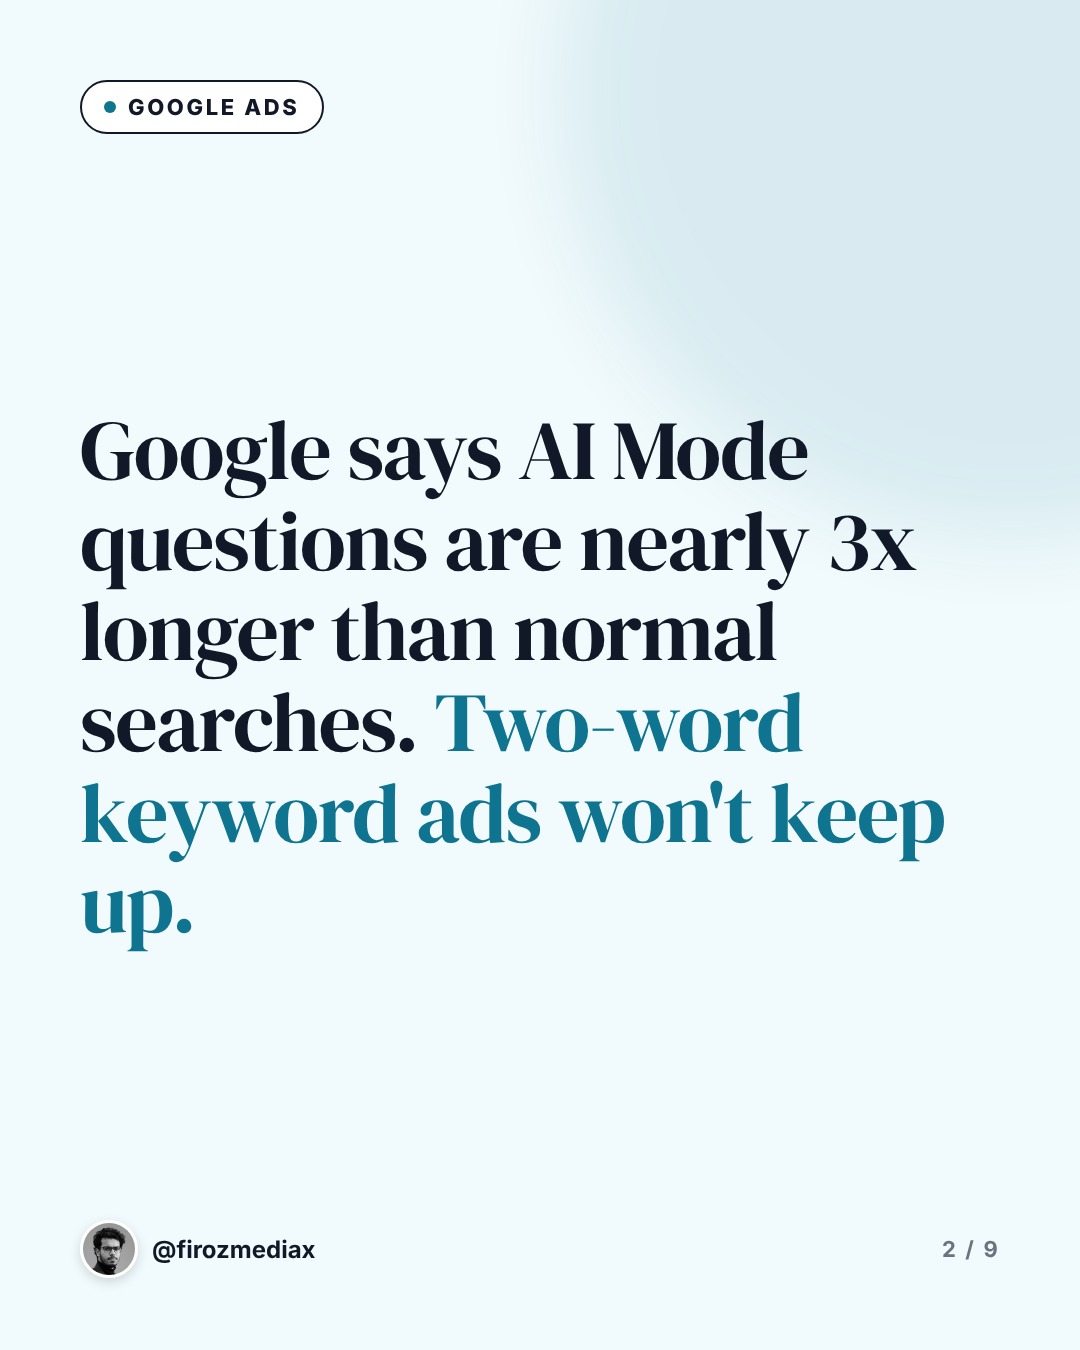 GOOGLE ADS
Google says AI Mode
questions are nearly 3x
longer than normal
searches. Two-word
keyword ads won't keep
up.
@firozmediax
2 / 9